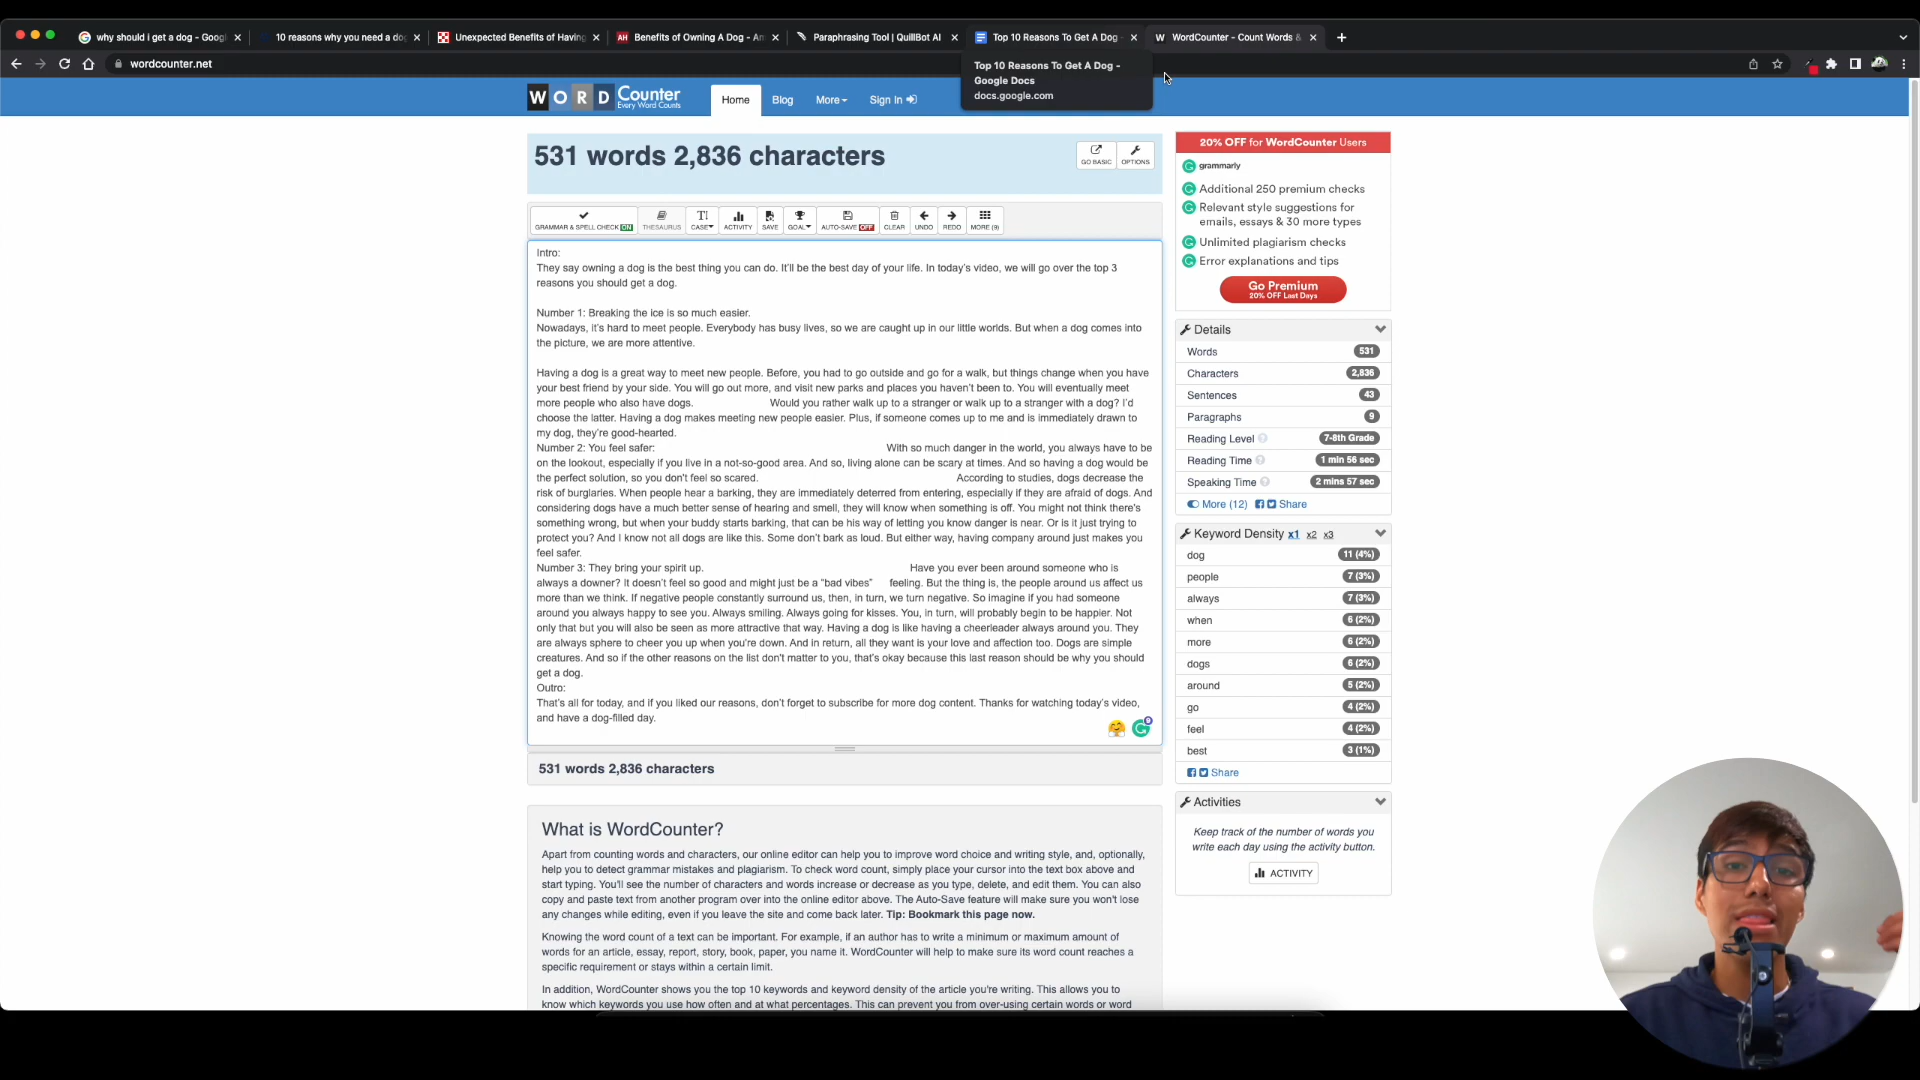 why should i get a dog - Goog
10 reasons why you need a do
Unexpected Benefits of Having
AH Benefits of Owning A Dog - An
Paraphrasing Tool | QuillBot AI
Top 10 Reasons To Get A Dog
W WordCounter - Count Words &
wordcounter.net
Top 10 Reasons To Get A Dog -
Google Docs
docs.google.com
WORD Counter
Every Word Counts
Home
Blog
More
Sign In
531 words 2,836 characters
GO BASIC
OPTIONS
GRAMMAR & SPELL CHECK ON
THESAURUS
CASE
ACTIVITY
SAVE
GOAL
AUTO-SAVE OFF
CLEAR
UNDO
REDO
MORE (9)
Intro:
They say owning a dog is the best thing you can do. It'll be the best day of your life. In today's video, we will go over the top 3
reasons you should get a dog.
Number 1: Breaking the ice is so much easier.
Nowadays, it's hard to meet people. Everybody has busy lives, so we are caught up in our little worlds. But when a dog comes into
the picture, we are more attentive.
Having a dog is a great way to meet new people. Before, you had to go outside and go for a walk, but things change when you have
your best friend by your side. You will go out more, and visit new parks and places you haven't been to. You will eventually meet
more people who also have dogs. Would you rather walk up to a stranger or walk up to a stranger with a dog? I'd
choose the latter. Having a dog makes meeting new people easier. Plus, if someone comes up to me and is immediately drawn to
my dog, they're good-hearted.
Number 2: You feel safer: With so much danger in the world, you always have to be
on the lookout, especially if you live in a not-so-good area. And so, living alone can be scary at times. And so having a dog would be
the perfect solution, so you don't feel so scared. According to studies, dogs decrease the
risk of burglaries. When people hear a barking, they are immediately deterred from entering, especially if they are afraid of dogs. And
considering dogs have a much better sense of hearing and smell, they will know when something is off. You might not think there's
something wrong, but when your buddy starts barking, that can be his way of letting you know danger is near. Or is it just trying to
protect you? And I know not all dogs are like this. Some don't bark as loud. But either way, having company around just makes you
feel safer.
Number 3: They bring your spirit up. Have you ever been around someone who is
always a downer? It doesn't feel so good and might just be a "bad vibes" feeling. But the thing is, the people around us affect us
more than we think. If negative people constantly surround us, then, in turn, we turn negative. So imagine if you had someone
around you always happy to see you. Always smiling. Always going for kisses. You, in turn, will probably begin to be happier. Not
only that but you will also be seen as more attractive that way. Having a dog is like having a cheerleader always around you. They
are always sphere to cheer you up when you're down. And in return, all they want is your love and affection too. Dogs are simple
creatures. And so if the other reasons on the list don't matter to you, that's okay because this last reason should be why you should
get a dog.
Outro:
That's all for today, and if you liked our reasons, don't forget to subscribe for more dog content. Thanks for watching today's video,
and have a dog-filled day.
531 words 2,836 characters
What is WordCounter?
Apart from counting words and characters, our online editor can help you to improve word choice and writing style, and, optionally,
help you to detect grammar mistakes and plagiarism. To check word count, simply place your cursor into the text box above and
start typing. You'll see the number of characters and words increase or decrease as you type, delete, and edit them. You can also
copy and paste text from another program over into the online editor above. The Auto-Save feature will make sure you won't lose
any changes while editing, even if you leave the site and come back later. Tip: Bookmark this page now.
Knowing the word count of a text can be important. For example, if an author has to write a minimum or maximum amount of
words for an article, essay, report, story, book, paper, you name it. WordCounter will help to make sure its word count reaches a
specific requirement or stays within a certain limit.
In addition, WordCounter shows you the top 10 keywords and keyword density of the article you're writing. This allows you to
know which keywords you use how often and at what percentages. This can prevent you from over-using certain words or word
20% OFF for WordCounter Users
grammarly
Additional 250 premium checks
Relevant style suggestions for
emails, essays & 30 more types
Unlimited plagiarism checks
Error explanations and tips
Go Premium
20% OFF Last Days
Details
Words 531
Characters 2,836
Sentences 43
Paragraphs 9
Reading Level 7-8th Grade
Reading Time 1 min 56 sec
Speaking Time 2 mins 57 sec
More (12) Share
Keyword Density x1 x2 x3
dog 11 (4%)
people 7 (3%)
always 7 (3%)
when 6 (2%)
more 6 (2%)
dogs 6 (2%)
around 5 (2%)
go 4 (2%)
feel 4 (2%)
best 3 (1%)
Share
Activities
Keep track of the number of words you
write each day using the activity button.
ACTIVITY